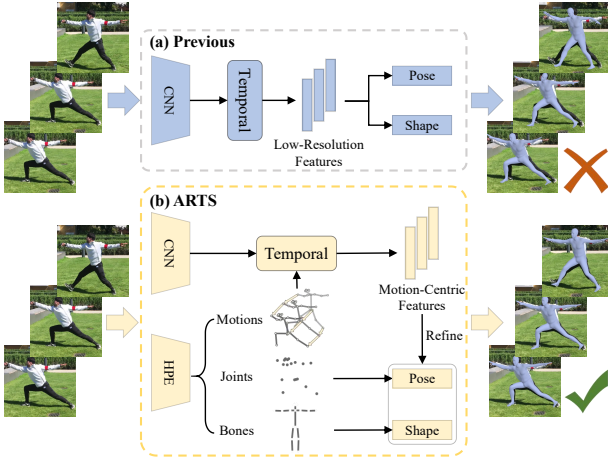 (a) Previous
CNN
Temporal
Low-Resolution
Features
Pose
Shape
(b) ARTS
CNN
Temporal
Motion-Centric
Features
Motions
Refine
HPE
Joints
Pose
Bones
Shape